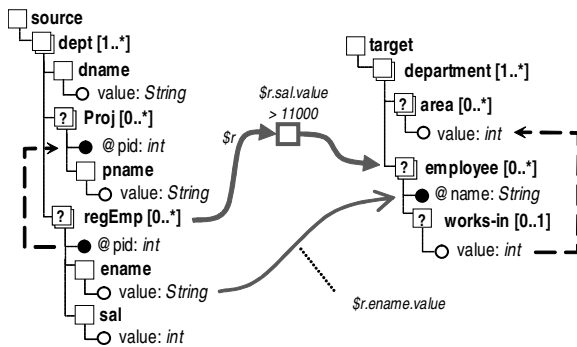 source
dept [1..*]
dname
value: String
Proj [0..*]
@pid: int
pname
value: String
regEmp [0..*]
@pid: int
ename
value: String
sal
value: int
$r
$r.sal.value
> 11000
$r.ename.value
target
department [1..*]
area [0..*]
value: int
employee [0..*]
@name: String
works-in [0..1]
value: int
?
?
?
?
?